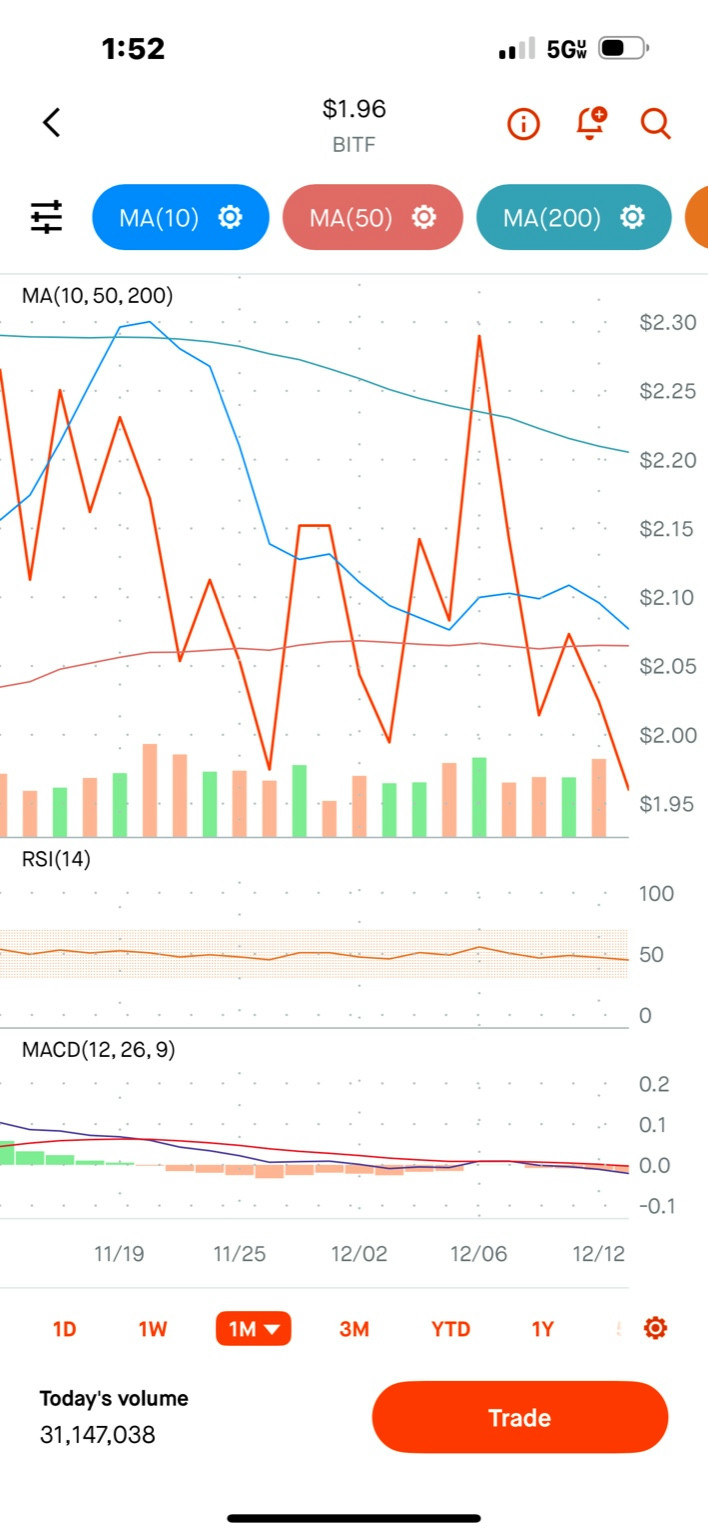 1:52
5GUW
$1.96
BITF
MA(10)
MA(50)
MA(200)
MA(10,50,200)
$2.30
$2.25
$2.20
$2.15
$2.10
$2.05
$2.00
$1.95
RSI(14)
100
50
0
MACD(12,26,9)
0.2
0.1
0.0
-0.1
11/19 11/25 12/02 12/06 12/12
1D 1W 1M 3M YTD 1Y
Today's volume
31,147,038
Trade